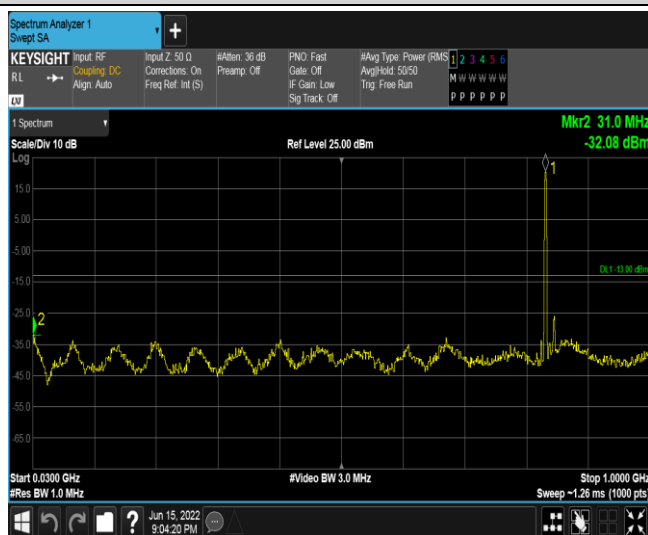 Spectrum Analyzer 1
Swept SA
+
KEYSIGHT
RL
Input: RF
Coupling: DC
Align: Auto
Input Z: 50 Ω
Corrections: On
Freq Ref: Int (S)
#Atten: 36 dB
Preamp: Off
PNO: Fast
Gate: Off
IF Gain: Low
Sig Track: Off
#Avg Type: Power (RMS
Avg|Hold: 50/50
Trig: Free Run
1 2 3 4 5 6
M W W W W W
P P P P P P
LXI
1 Spectrum
Mkr2 31.0 MHz
-32.08 dBm
Scale/Div 10 dB
Ref Level 25.00 dBm
Log
1
15.0
5.00
DL1 -13.00 dBm
-5.00
-15.0
-25.0
2
-35.0
-45.0
-55.0
-65.0
Start 0.0300 GHz
#Video BW 3.0 MHz
Stop 1.0000 GHz
#Res BW 1.0 MHz
Sweep ~1.26 ms (1000 pts)
?
Jun 15, 2022
9:04:20 PM